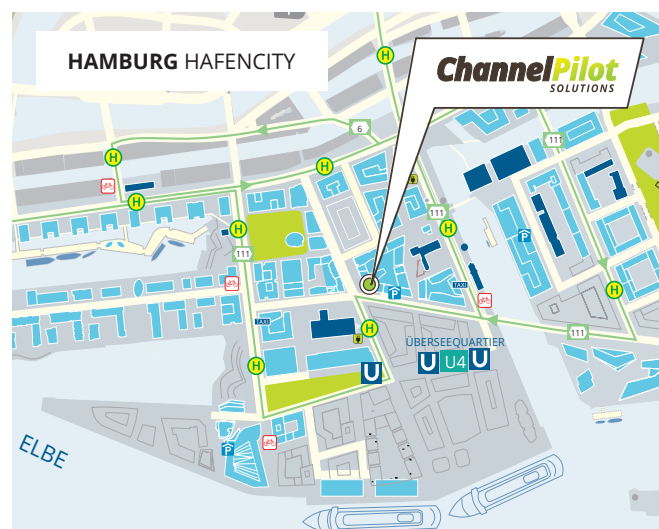 HAMBURG HAFENCITY
ChannelPilot
SOLUTIONS
H
6
111
H
H
H
111
H
H
P
111
P
TAXI
H
TAXI
H
111
ÜBERSEEQUARTIER
H
U
U U4 U
P
ELBE